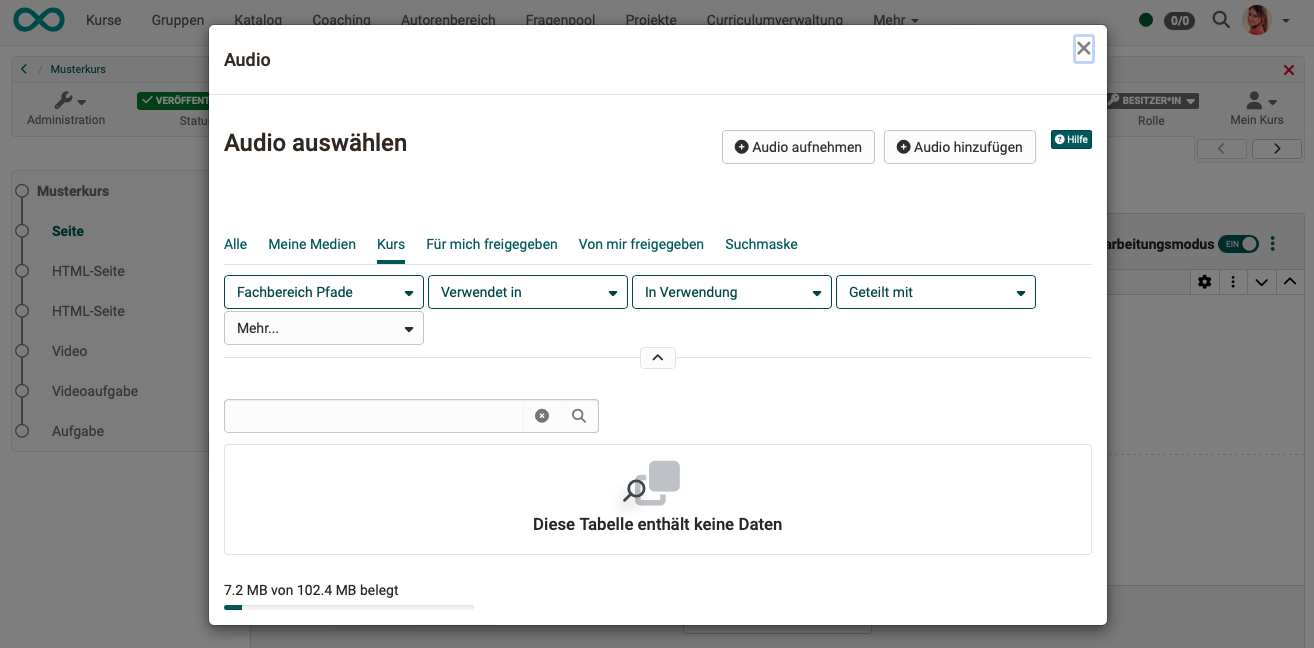 Kurse Gruppen Katalog Coaching Autorenbereich Fragenpool Projekte Curriculumverwaltung Mehr 0/0
Audio
Musterkurs
VERÖFFENT
BESITZER*IN
Administration
Statu
Rolle
Mein Kurs
Audio auswählen
Audio aufnehmen
Audio hinzufügen
Hilfe
Musterkurs
Seite
HTML-Seite
HTML-Seite
Video
Videoaufgabe
Aufgabe
arbeitungsmodus EIN
Alle Meine Medien Kurs Für mich freigegeben Von mir freigegeben Suchmaske
Fachbereich Pfade Verwendet in In Verwendung Geteilt mit
Mehr...
Diese Tabelle enthält keine Daten
7.2 MB von 102.4 MB belegt